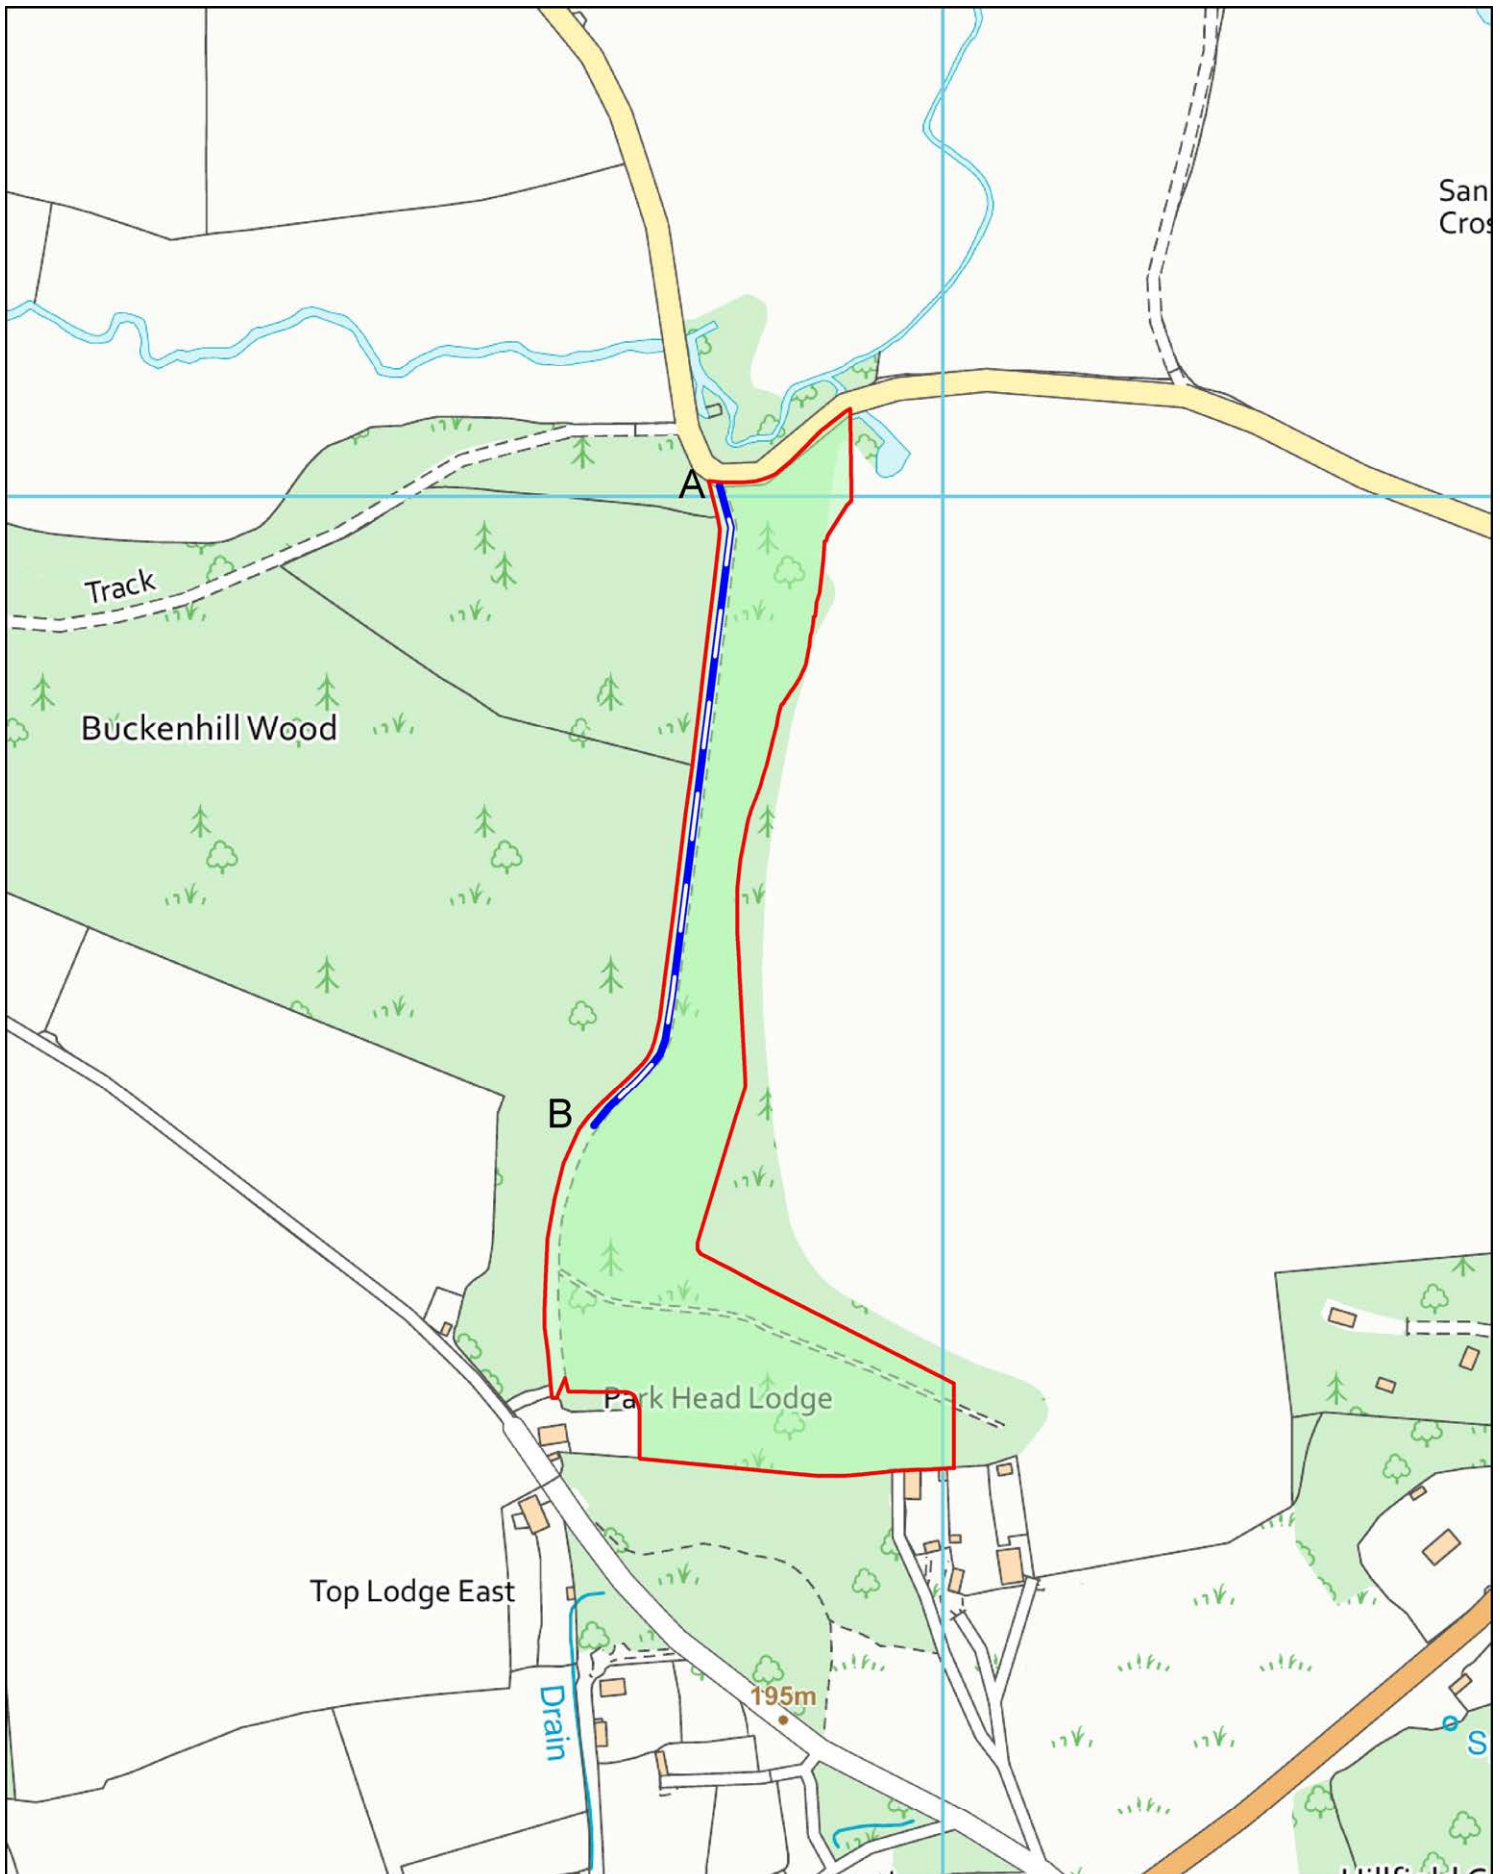 San
Cros
A
Track
Buckenhill Wood
B
Park Head Lodge
Top Lodge East
195m
Drain
S